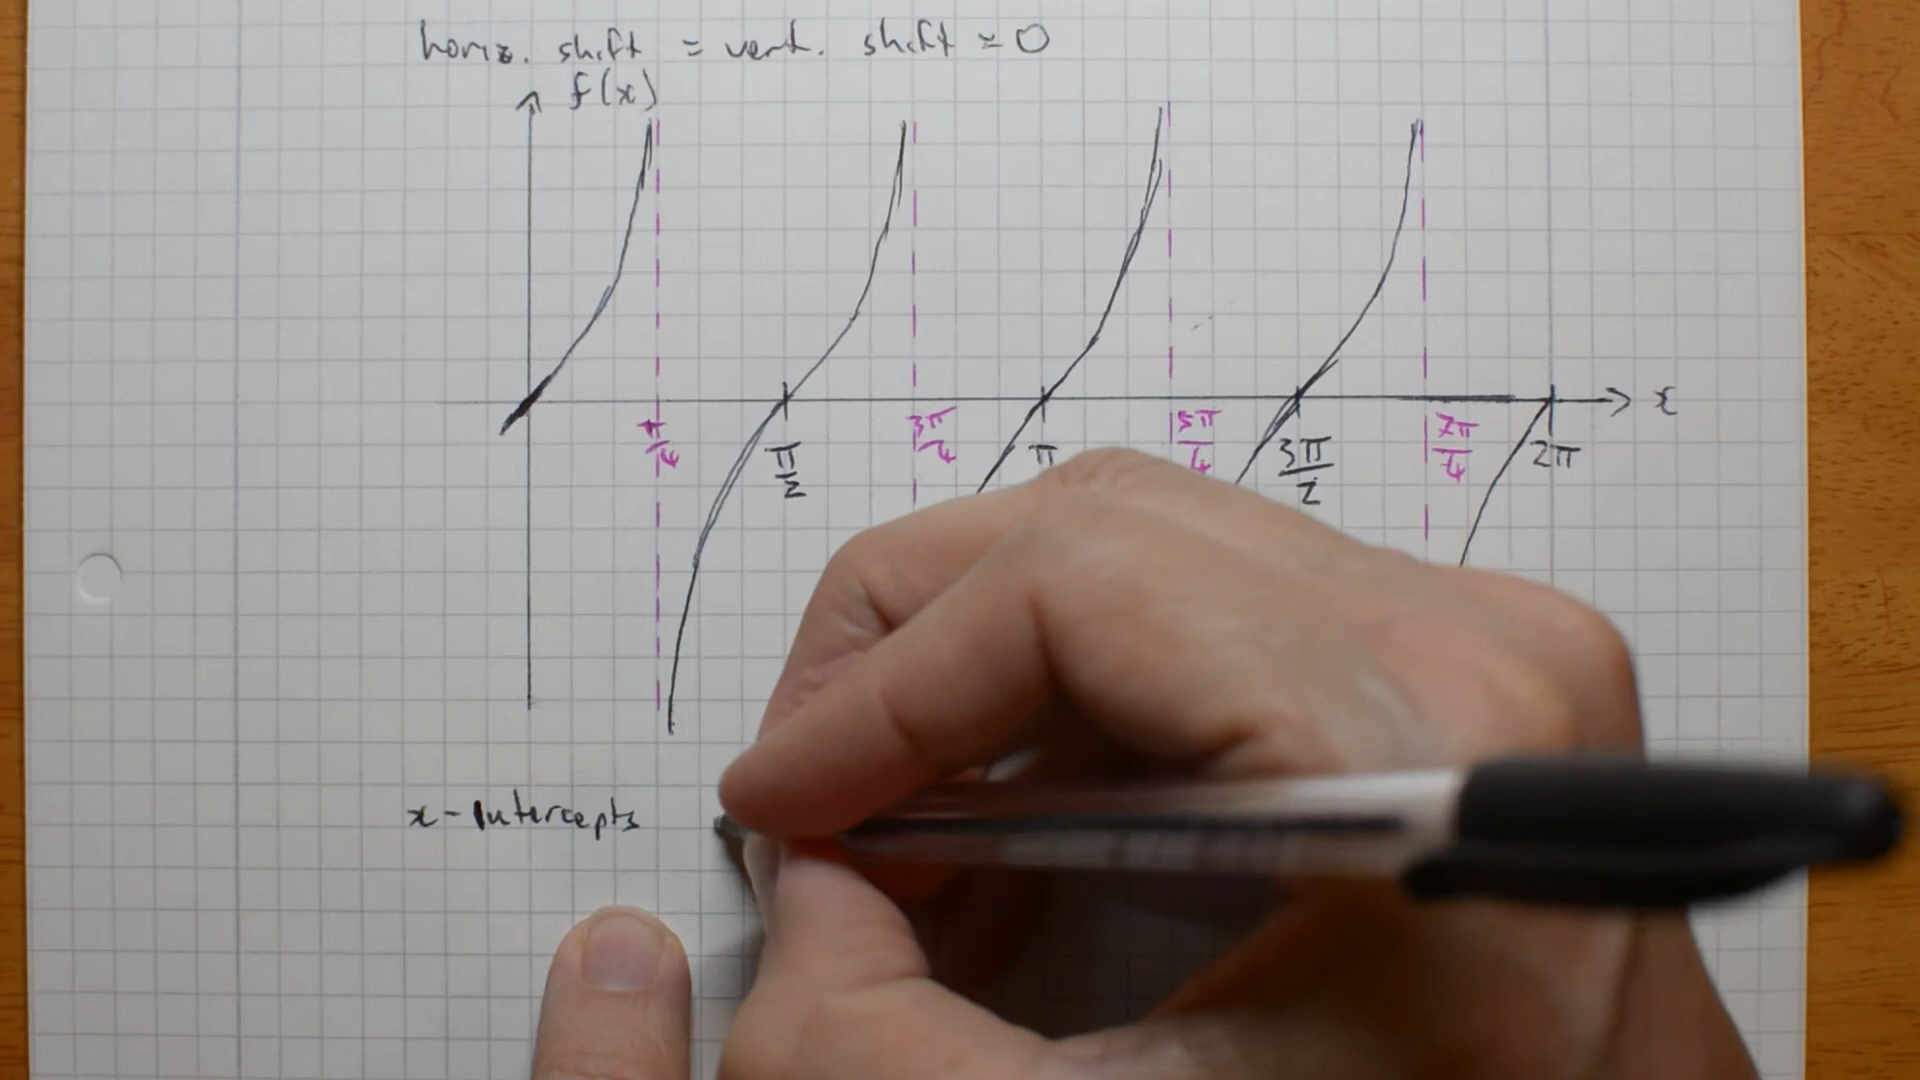 horiz. shift = vert. shift = 0
f(x)
x
π/4
π/2
3π/4
π
5π/4
3π/2
7π/4
2π
x-Intercepts